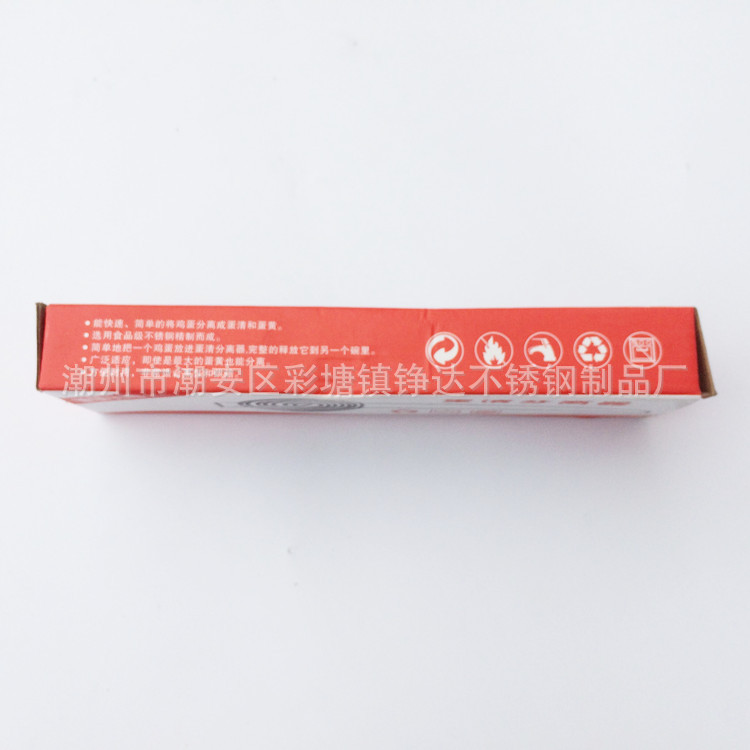 ●能快速、简单的将鸡蛋分离成蛋清和蛋黄。
●选用食品级不锈钢精制而成。
●简单地把一个鸡蛋放进蛋清分离器,完整的释放它到另一个碗里。
●广泛适应，即使是最大的蛋黄也能分离
潮州市潮安区彩塘镇铮达不锈钢制品厂